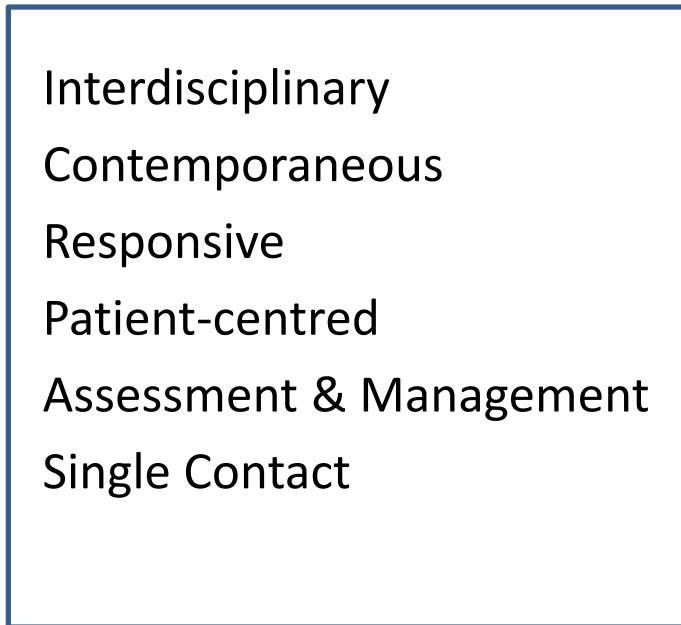 Interdisciplinary
Contemporaneous
Responsive
Patient-centred
Assessment & Management
Single Contact